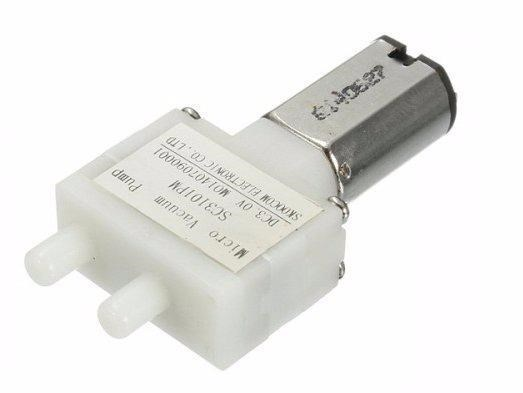 Micro Vacuum Pump
SC3101PM
DC3.0V M01407090001
SKOOCOM ELECTRONIC CO., LTD